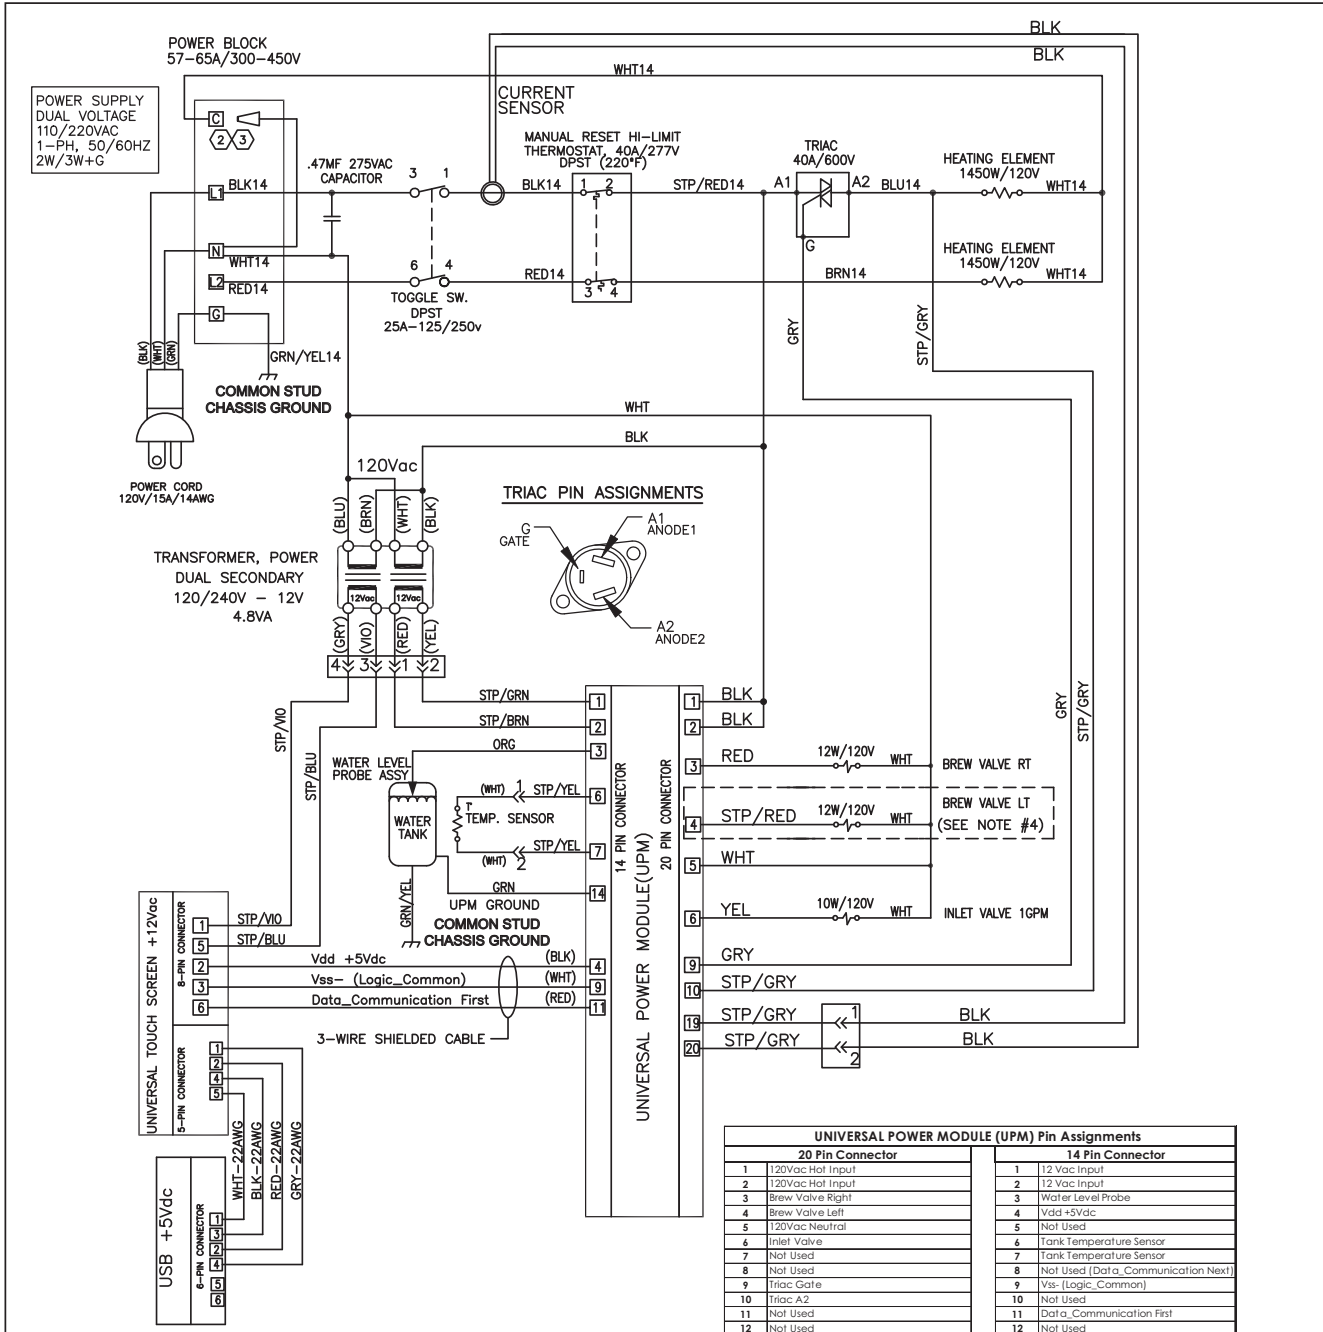 BLK
BLK
POWER BLOCK
57-65A/300-450V
WHT14
POWER SUPPLY
DUAL VOLTAGE
110/220VAC
1-PH, 50/60HZ
2W/3W+G
C
2 3
CURRENT
SENSOR
MANUAL RESET HI-LIMIT
THERMOSTAT, 40A/277V
DPST (220°F)
TRIAC
40A/600V
HEATING ELEMENT
1450W/120V
.47MF 275VAC
CAPACITOR
L1 BLK14
3 1
BLK14
1 2
STP/RED14
A1 A2
BLU14
WHT14
G
N
WHT14
HEATING ELEMENT
1450W/120V
L2 RED14
6 4
RED14
3 4
BRN14
WHT14
TOGGLE SW.
DPST
25A-125/250v
G
GRN/YEL14
(BLK)
(WHT)
(GRN)
GRY
STP/GRY
COMMON STUD
CHASSIS GROUND
POWER CORD
120V/15A/14AWG
WHT
BLK
120Vac
(BLU)
(BRN)
(WHT)
(BLK)
TRIAC PIN ASSIGNMENTS
G
GATE
A1
ANODE1
A2
ANODE2
TRANSFORMER, POWER
DUAL SECONDARY
120/240V - 12V
4.8VA
12Vac 12Vac
(GRY)
(VIO)
(RED)
(YEL)
4 3 1 2
STP/VIO
STP/BLU
GRY
STP/GRY
STP/GRN 1
STP/BRN 2
ORG 3
WATER LEVEL
PROBE ASSY
WATER
TANK
(WHT) 1 STP/YEL 6
T
TEMP. SENSOR
(WHT) 2 STP/YEL 7
GRN 14
UPM GROUND
GRN/YEL
COMMON STUD
CHASSIS GROUND
14 PIN CONNECTOR
UNIVERSAL POWER MODULE(UPM)
20 PIN CONNECTOR
1 BLK
2 BLK
3 RED 12W/120V WHT BREW VALVE RT
4 STP/RED 12W/120V WHT BREW VALVE LT
(SEE NOTE #4)
5 WHT
6 YEL 10W/120V WHT INLET VALVE 1GPM
9 GRY
10 STP/GRY
19 STP/GRY 1 BLK
20 STP/GRY 2 BLK
UNIVERSAL TOUCH SCREEN +12Vac
8-PIN CONNECTOR
1 STP/VIO
5 STP/BLU
2 Vdd +5Vdc (BLK) 4
3 Vss- (Logic_Common) (WHT) 9
6 Data_Communication First (RED) 11
3-WIRE SHIELDED CABLE
5-PIN CONNECTOR
1
2
4
5
WHT-22AWG
BLK-22AWG
RED-22AWG
GRY-22AWG
USB +5Vdc
6-PIN CONNECTOR
1
3
2
4
5
6
UNIVERSAL POWER MODULE (UPM) Pin Assignments
20 Pin Connector 14 Pin Connector
1 120Vac Hot Input 1 12 Vac Input
2 120Vac Hot Input 2 12 Vac Input
3 Brew Valve Right 3 Water Level Probe
4 Brew Valve Left 4 Vdd +5Vdc
5 120Vac Neutral 5 Not Used
6 Inlet Valve 6 Tank Temperature Sensor
7 Not Used 7 Tank Temperature Sensor
8 Not Used 8 Not Used (Data_Communication Next)
9 Triac Gate 9 Vss- (Logic_Common)
10 Triac A2 10 Not Used
11 Not Used 11 Data_Communication First
12 Not Used 12 Not Used